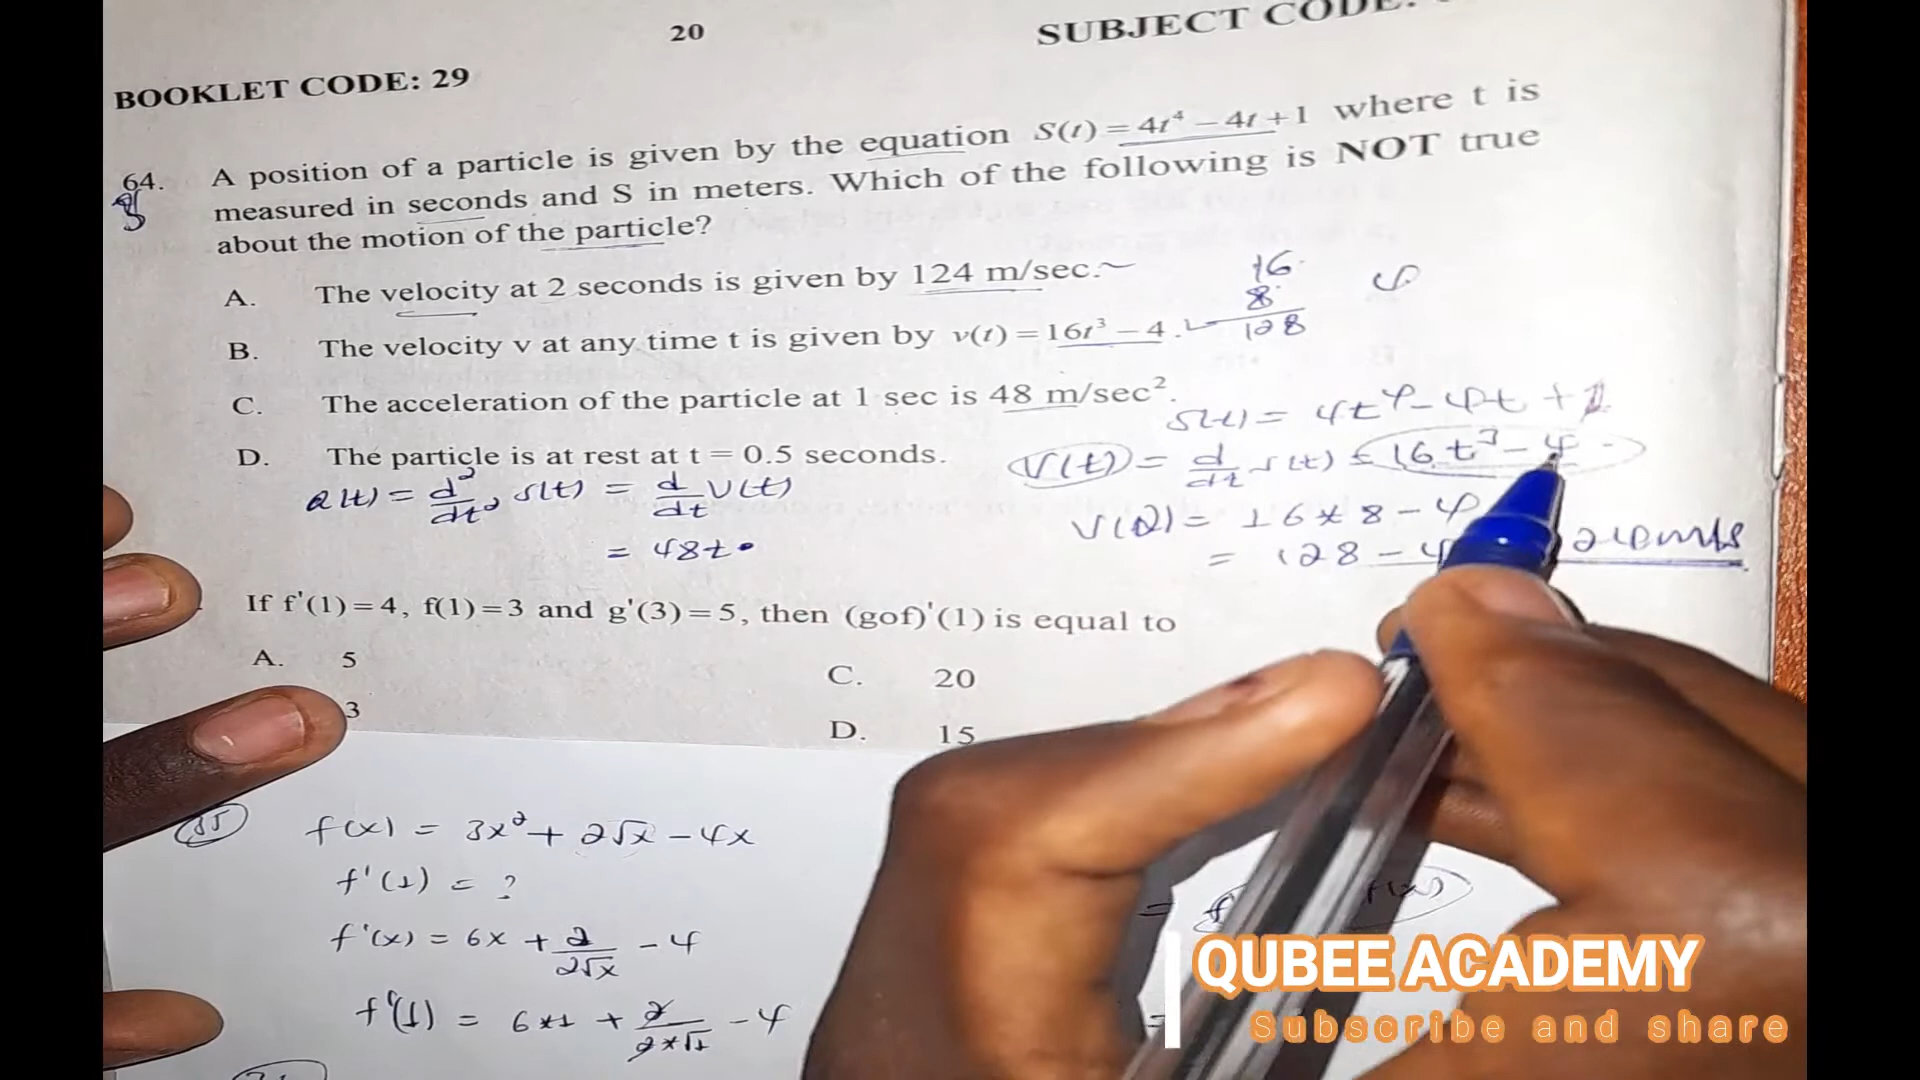 20
SUBJECT CODE:
BOOKLET CODE: 29
64. A position of a particle is given by the equation S(t) = 4t⁴ – 4t + 1 where t is
measured in seconds and S in meters. Which of the following is NOT true
about the motion of the particle?
A. The velocity at 2 seconds is given by 124 m/sec.
16
8
128
4
B. The velocity v at any time t is given by v(t) = 16t³ – 4.
C. The acceleration of the particle at 1 sec is 48 m/sec².
S(t) = 4t⁴ - 4t + 1
D. The particle is at rest at t = 0.5 seconds.
V(t) = d/dt S(t) = 16t³ - 4
a(t) = d²/dt² S(t) = d/dt V(t)
V(2) = 16 * 8 - 4
= 48t
= 128 - 4
If f'(1) = 4, f(1) = 3 and g'(3) = 5, then (gof)'(1) is equal to
A. 5
C. 20
3
D. 15
f(x) = 3x² + 2√x - 4x
f'(1) = ?
f'(x) = 6x + 2/2√x - 4
f'(1) = 6*1 + 2/2*√1 - 4
QUBEE ACADEMY
Subscribe and share